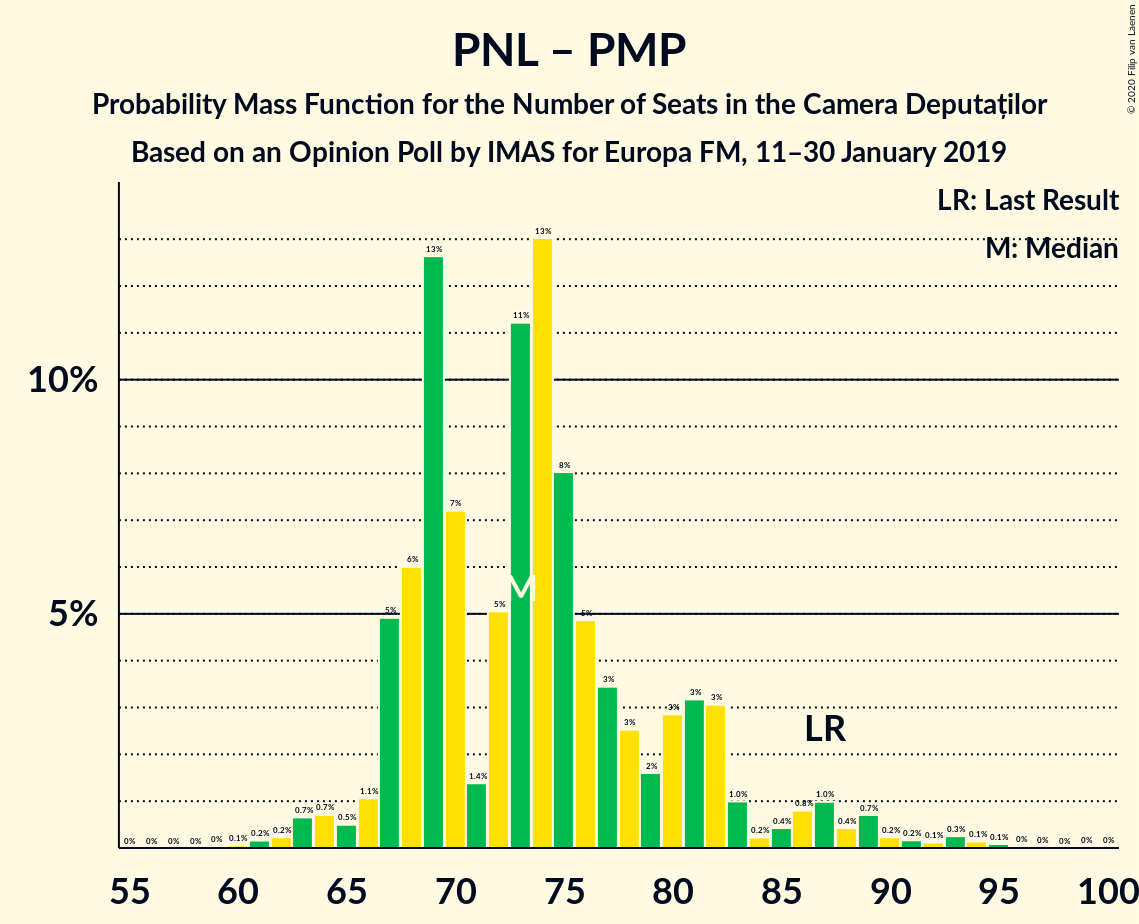 PNL – PMP
Probability Mass Function for the Number of Seats in the Camera Deputaților
Based on an Opinion Poll by IMAS for Europa FM, 11–30 January 2019
© 2020 Filip van Laenen
LR: Last Result
M: Median
10%
5%
0% 0% 0% 0% 0% 0.1% 0.2% 0.2% 0.7% 0.7% 0.5% 1.1% 5% 6% 13% 7% 1.4% 5% 11% 13% 8% 5% 3% 3% 2% 3% 3% 3% 1.0% 0.2% 0.4% 0.8% 1.0% 0.4% 0.7% 0.2% 0.2% 0.1% 0.3% 0.1% 0.1% 0% 0% 0% 0% 0%
M
LR
55 60 65 70 75 80 85 90 95 100